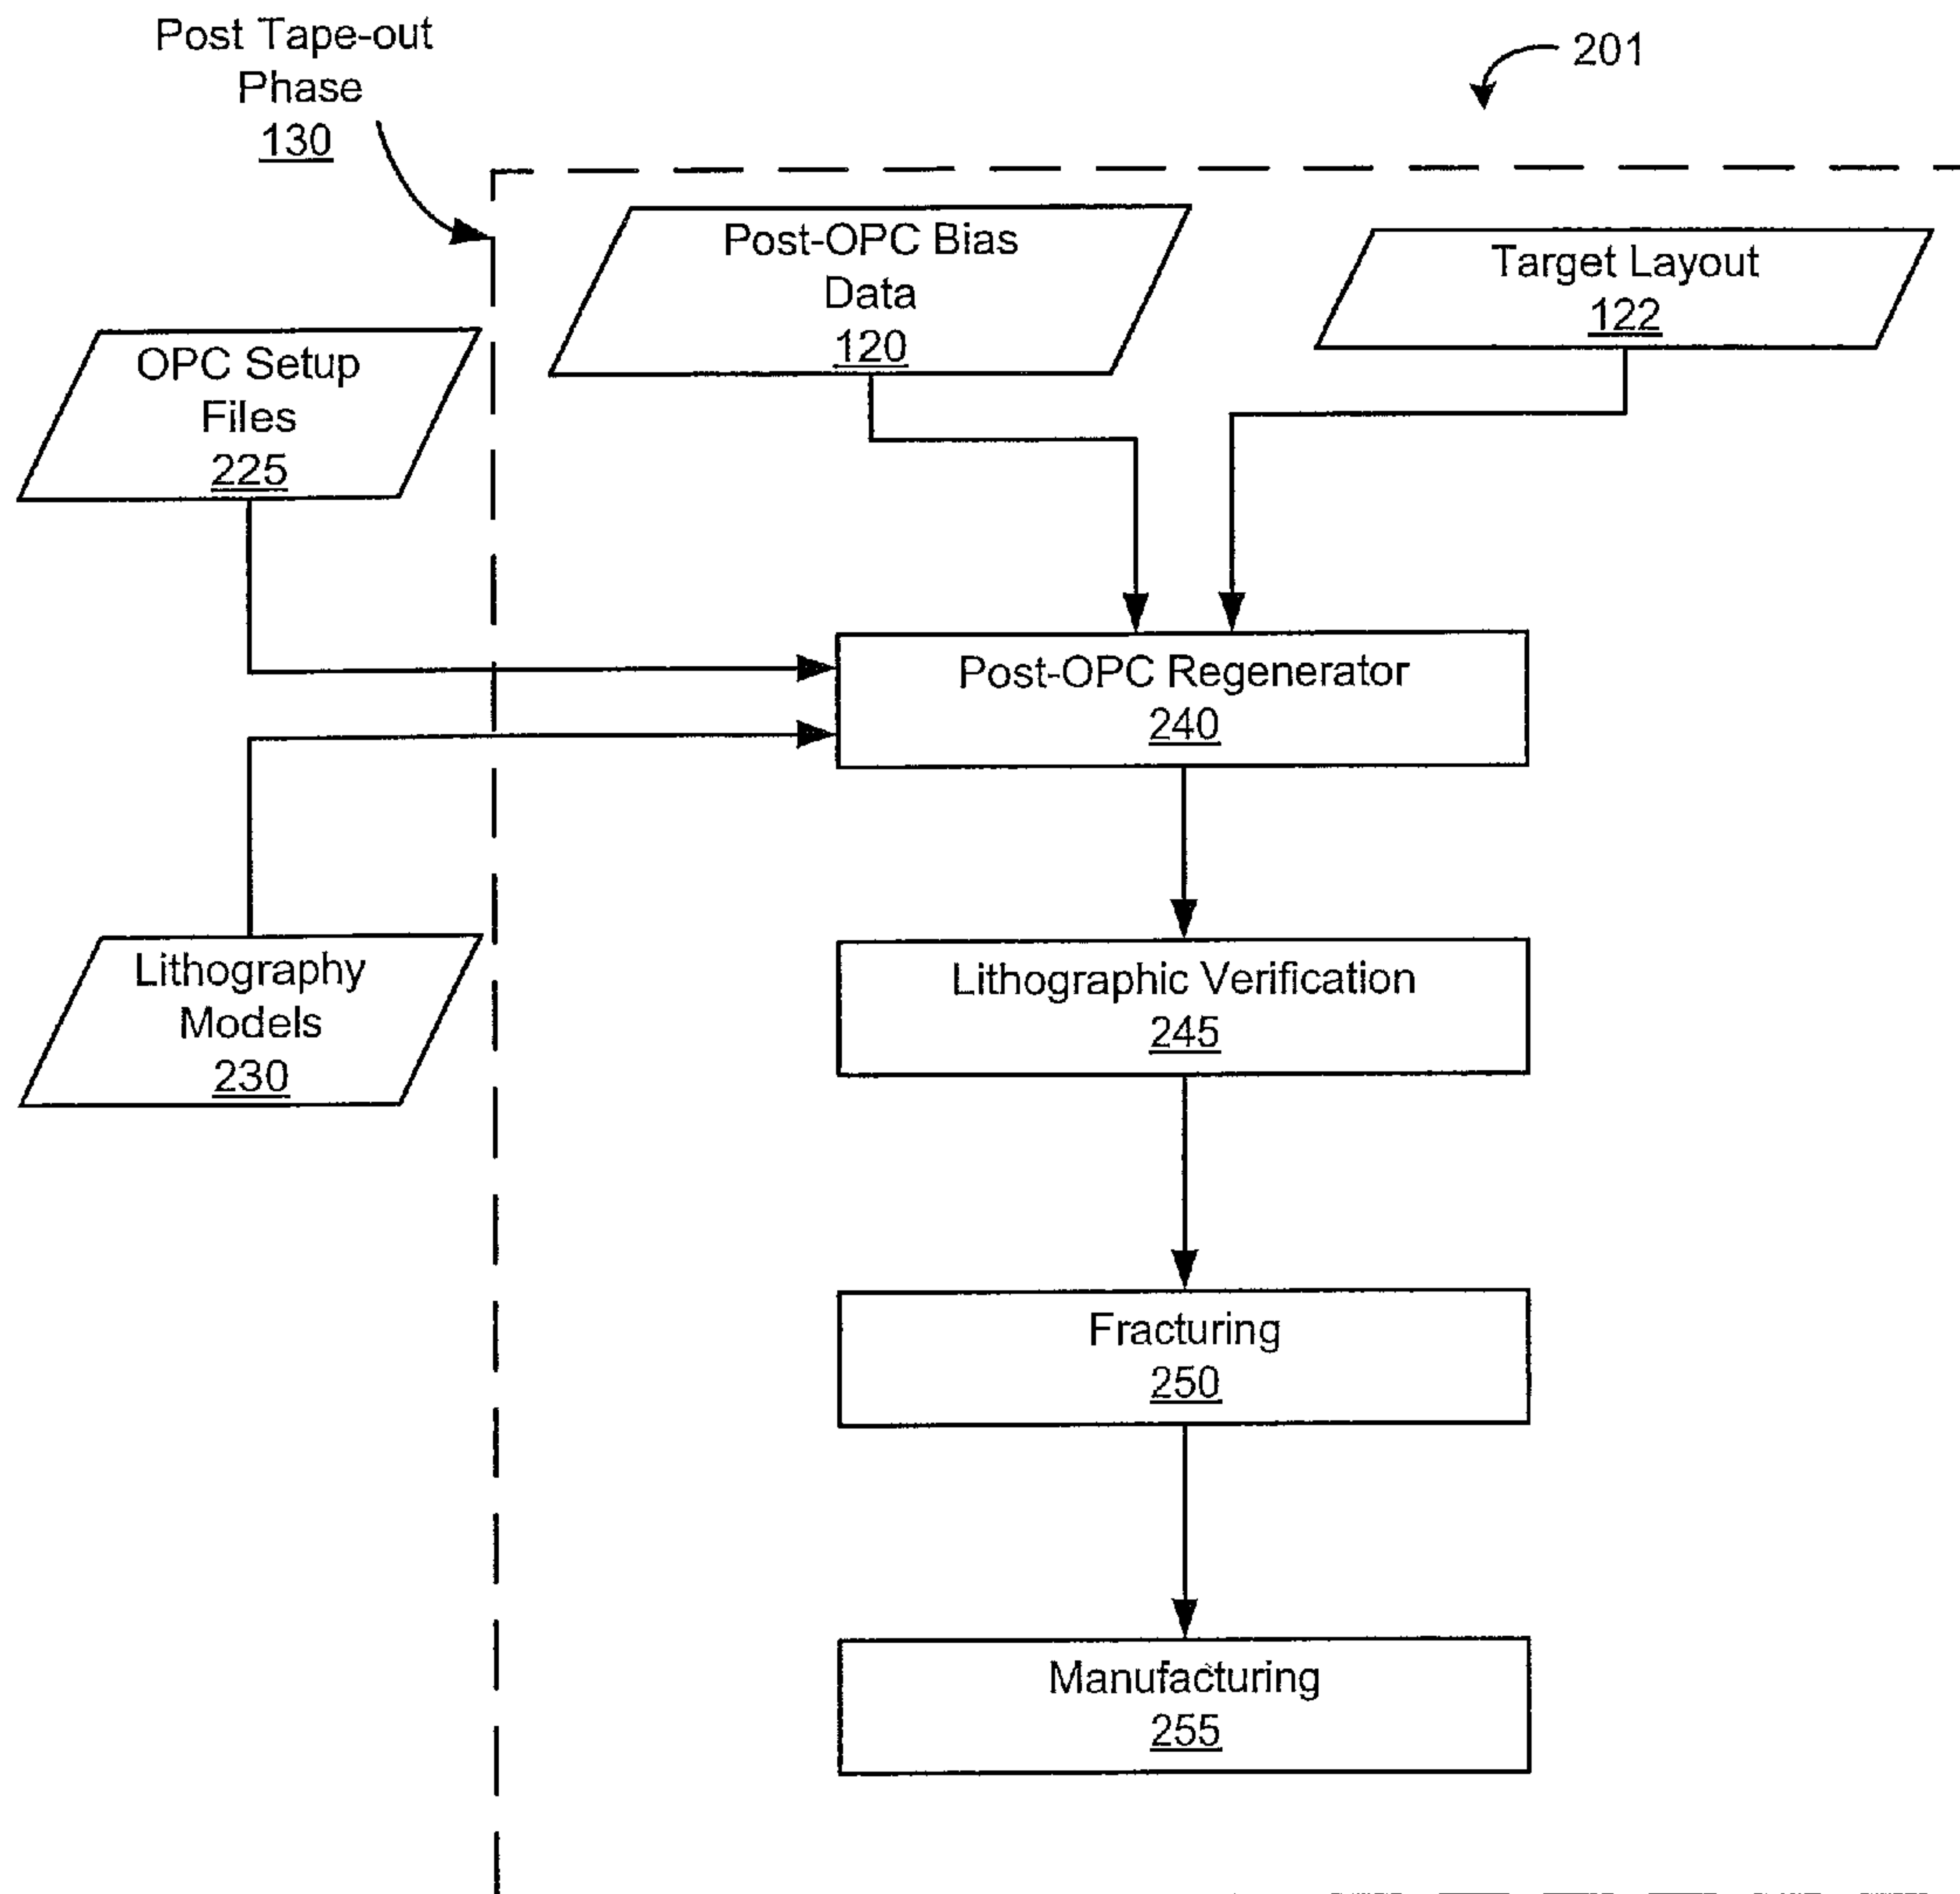 Post Tape-out
Phase
130
201
Post-OPC Bias
Data
120
Target Layout
122
OPC Setup
Files
225
Post-OPC Regenerator
240
Lithography
Models
230
Lithographic Verification
245
Fracturing
250
Manufacturing
255